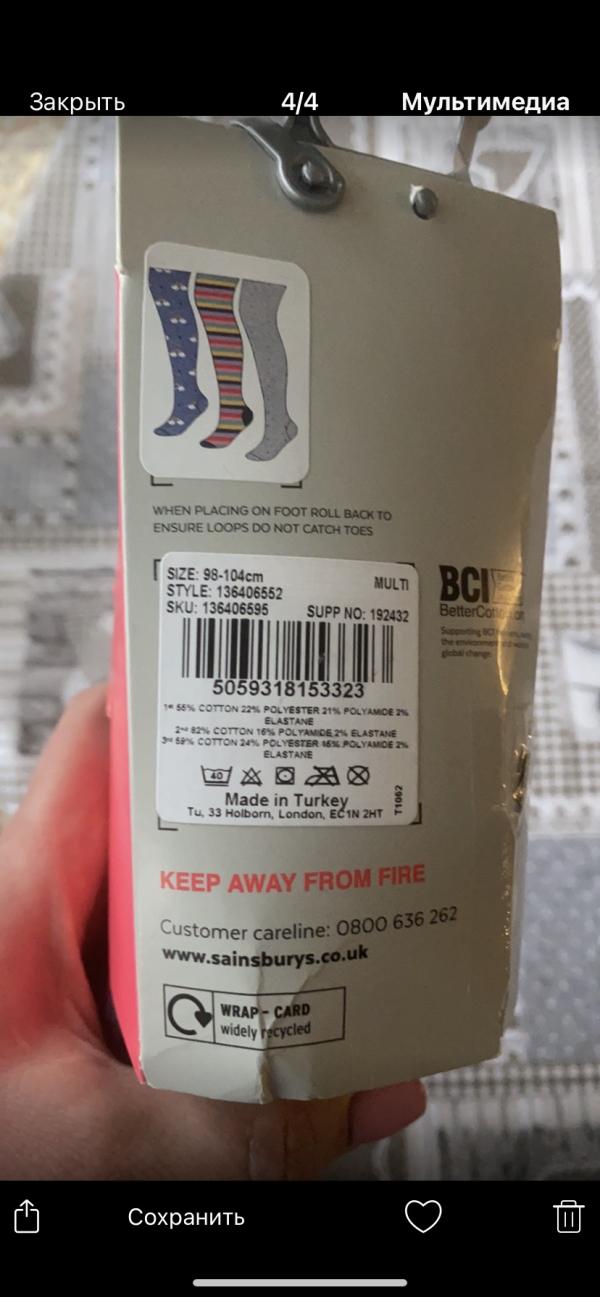 Закрыть 4/4 Мультимедиа
WHEN PLACING ON FOOT ROLL BACK TO
ENSURE LOOPS DO NOT CATCH TOES
SIZE: 98-104cm MULTI
STYLE: 136406552
SKU: 136406595 SUPP NO: 192432
5059318153323
1st 55% COTTON 22% POLYESTER 21% POLYAMIDE 2%
ELASTANE
2nd 82% COTTON 16% POLYAMIDE 2% ELASTANE
3rd 59% COTTON 24% POLYESTER 15% POLYAMIDE 2%
ELASTANE
40
Made in Turkey
Tu, 33 Holborn, London, EC1N 2HT
T1062
BCI
Supporting
the
global change.
KEEP AWAY FROM FIRE
Customer careline: 0800 636 262
www.sainsburys.co.uk
WRAP - CARD
widely recycled
Сохранить